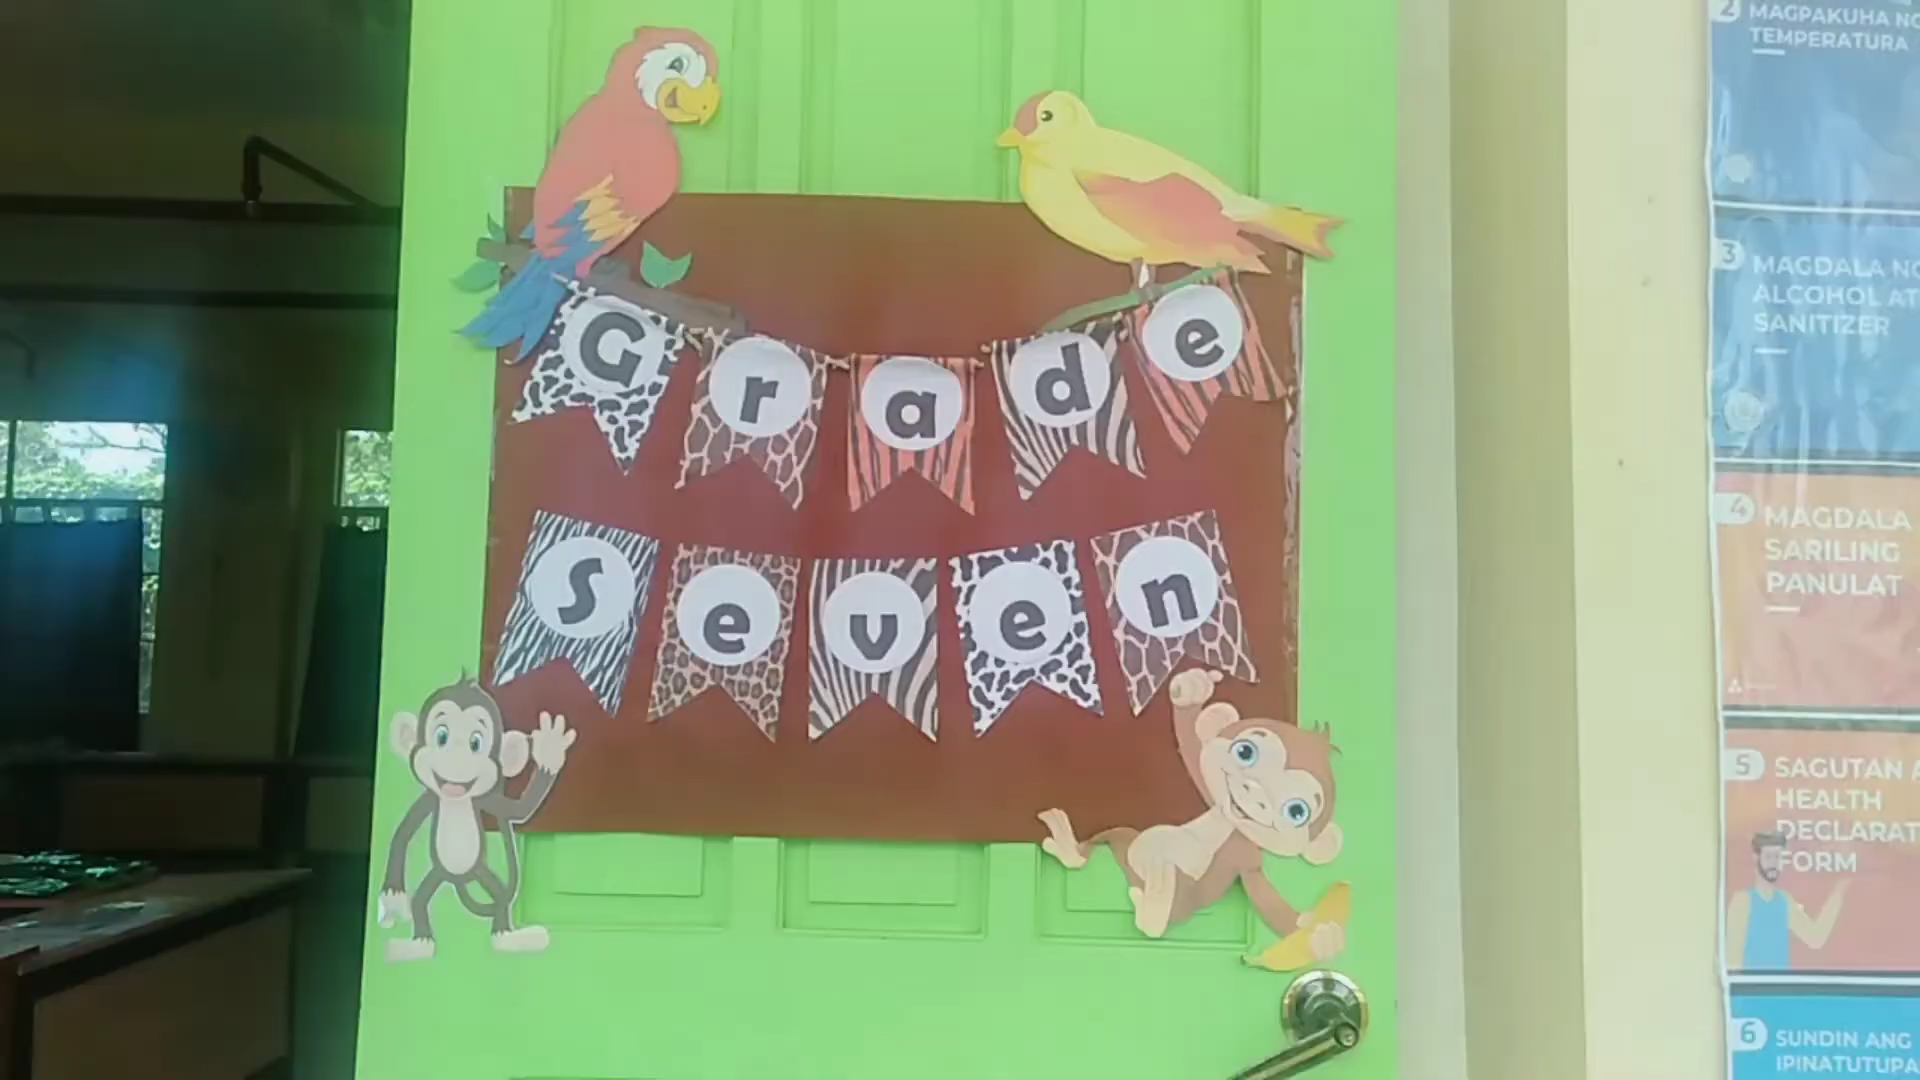 Grade
Seven
2
MAGPAKUHA NG
TEMPERATURA
3
MAGDALA NG
ALCOHOL AT
SANITIZER
4
MAGDALA
SARILING
PANULAT
5
SAGUTAN
HEALTH
DECLARAT
FORM
6
SUNDIN ANG
IPINATUTUPA